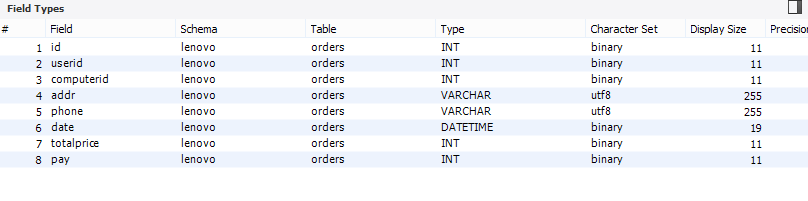 Field Types
# Field Schema Table Type Character Set Display Size Precision
1 id lenovo orders INT binary 11
2 userid lenovo orders INT binary 11
3 computerid lenovo orders INT binary 11
4 addr lenovo orders VARCHAR utf8 255
5 phone lenovo orders VARCHAR utf8 255
6 date lenovo orders DATETIME binary 19
7 totalprice lenovo orders INT binary 11
8 pay lenovo orders INT binary 11